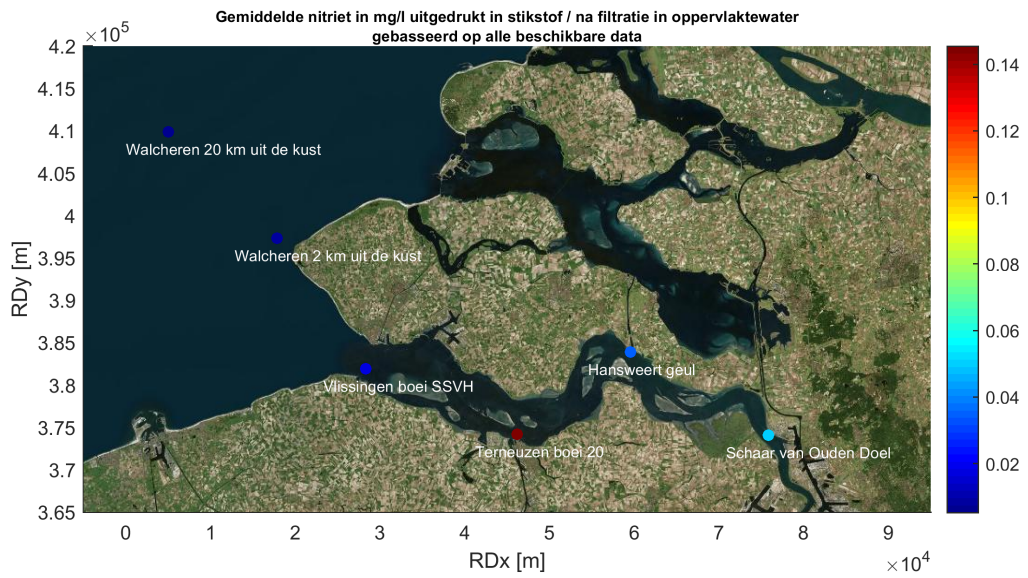 Gemiddelde nitriet in mg/l uitgedrukt in stikstof / na filtratie in oppervlaktewater
gebasseerd op alle beschikbare data
×10⁵
4.2
4.15
4.1
4.05
4
3.95
3.9
3.85
3.8
3.75
3.7
3.65
RDy [m]
Walcheren 20 km uit de kust
Walcheren 2 km uit de kust
Vlissingen boei SSVH
Hansweert geul
Terneuzen boei 20
Schaar van Ouden Doel
0.14
0.12
0.1
0.08
0.06
0.04
0.02
0 1 2 3 4 5 6 7 8 9
RDx [m]
×10⁴